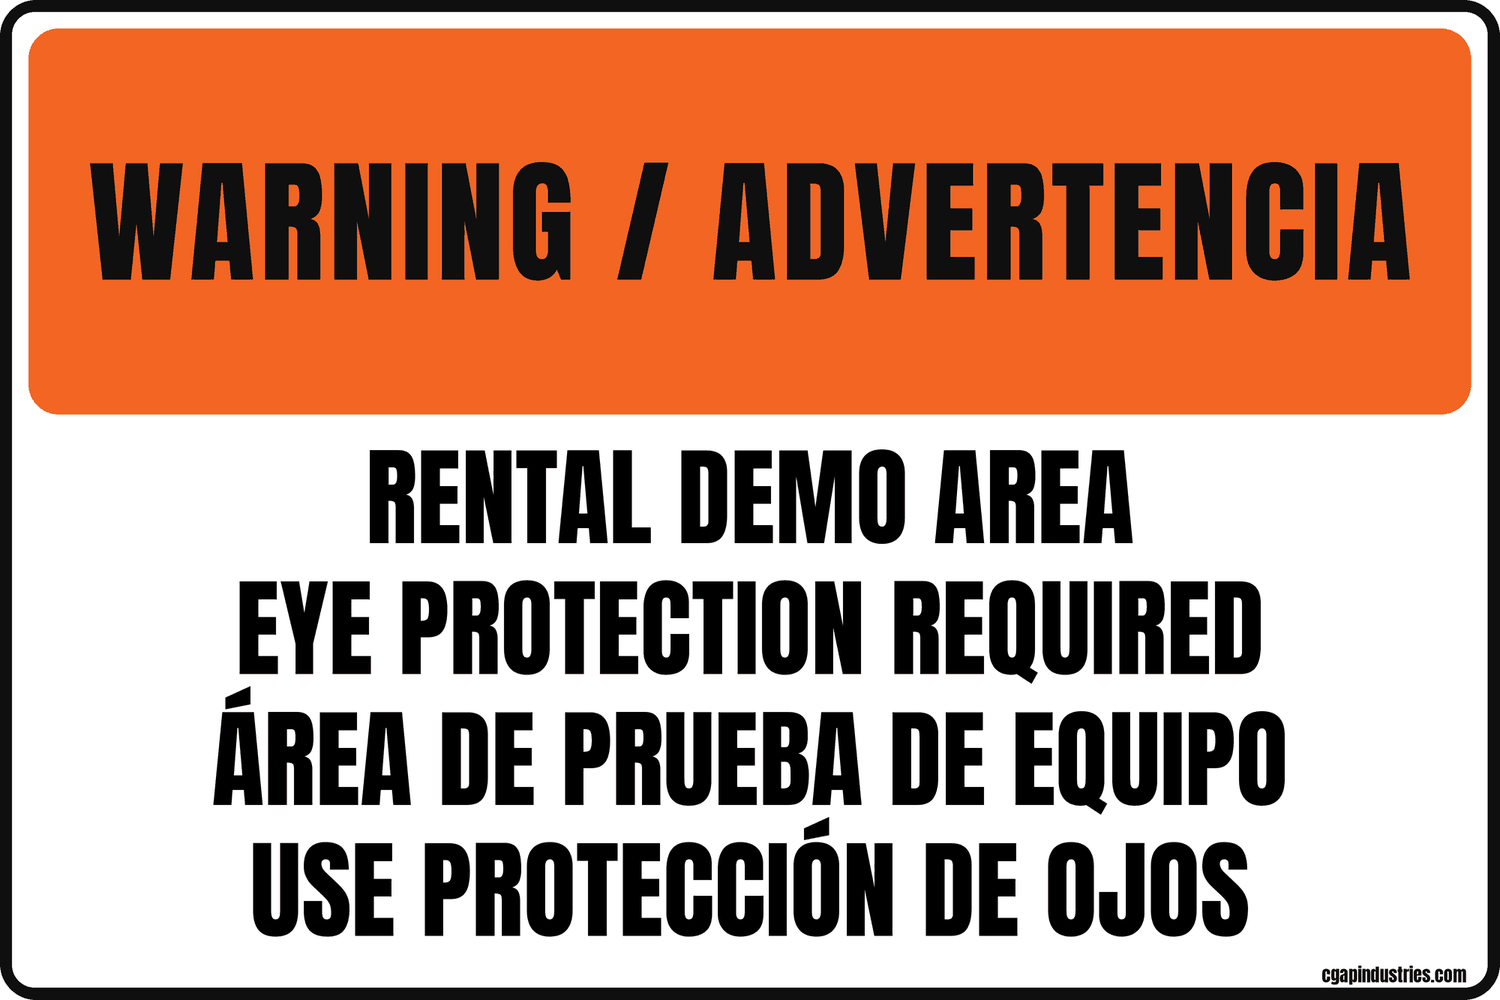 WARNING / ADVERTENCIA
RENTAL DEMO AREA
EYE PROTECTION REQUIRED
ÁREA DE PRUEBA DE EQUIPO
USE PROTECCIÓN DE OJOS
cgapindustries.com